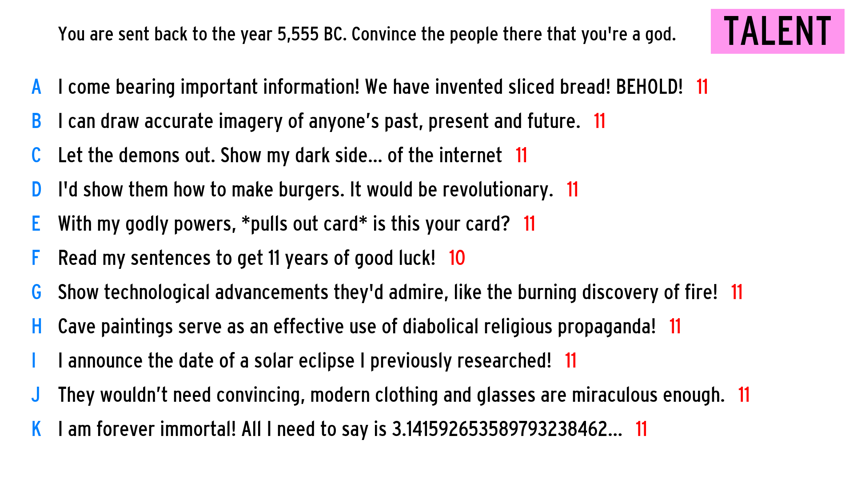 You are sent back to the year 5,555 BC. Convince the people there that you're a god.
TALENT
A I come bearing important information! We have invented sliced bread! BEHOLD! 11
B I can draw accurate imagery of anyone’s past, present and future. 11
C Let the demons out. Show my dark side... of the internet 11
D I'd show them how to make burgers. It would be revolutionary. 11
E With my godly powers, *pulls out card* is this your card? 11
F Read my sentences to get 11 years of good luck! 10
G Show technological advancements they'd admire, like the burning discovery of fire! 11
H Cave paintings serve as an effective use of diabolical religious propaganda! 11
I I announce the date of a solar eclipse I previously researched! 11
J They wouldn’t need convincing, modern clothing and glasses are miraculous enough. 11
K I am forever immortal! All I need to say is 3.141592653589793238462... 11